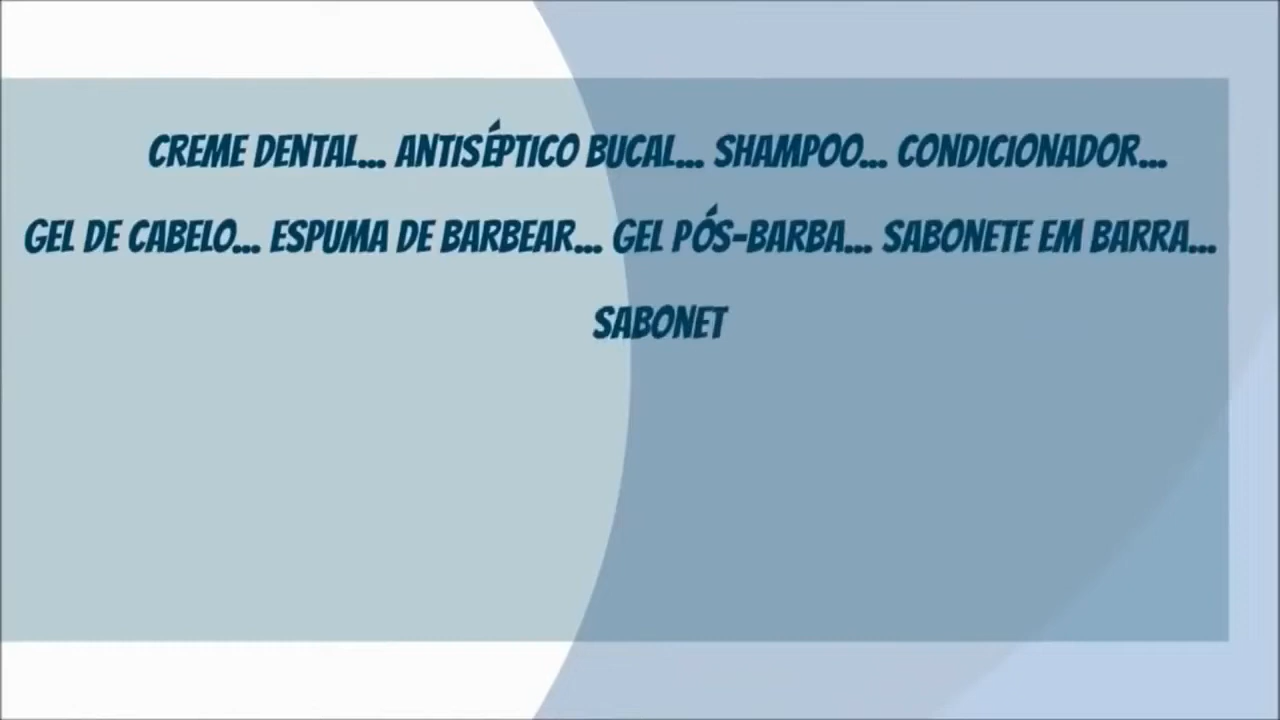 CREME DENTAL... ANTISÉPTICO BUCAL... SHAMPOO... CONDICIONADOR...
GEL DE CABELO... ESPUMA DE BARBEAR... GEL PÓS-BARBA... SABONETE EM BARRA...
SABONET